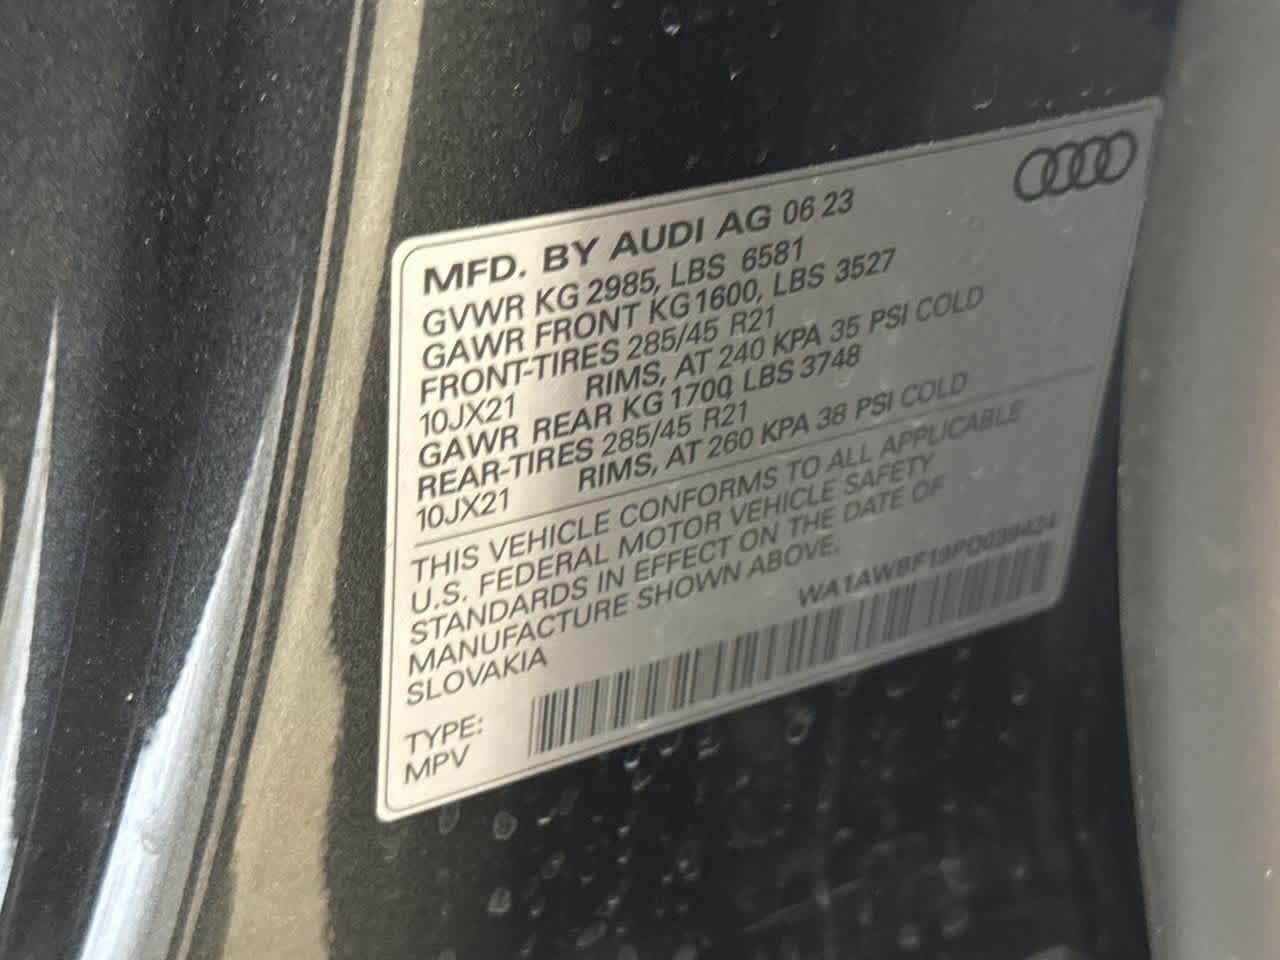 MFD. BY AUDI AG 06 23
GVWR KG 2985, LBS 6581
GAWR FRONT KG 1600, LBS 3527
FRONT-TIRES 285/45 R21
10JX21 RIMS, AT 240 KPA 35 PSI COLD
GAWR REAR KG 1700, LBS 3748
REAR-TIRES 285/45 R21
10JX21 RIMS, AT 260 KPA 38 PSI COLD
THIS VEHICLE CONFORMS TO ALL APPLICABLE
U.S. FEDERAL MOTOR VEHICLE SAFETY
STANDARDS IN EFFECT ON THE DATE OF
MANUFACTURE SHOWN ABOVE.
SLOVAKIA
WA1AWBF19PD039424
TYPE:
MPV